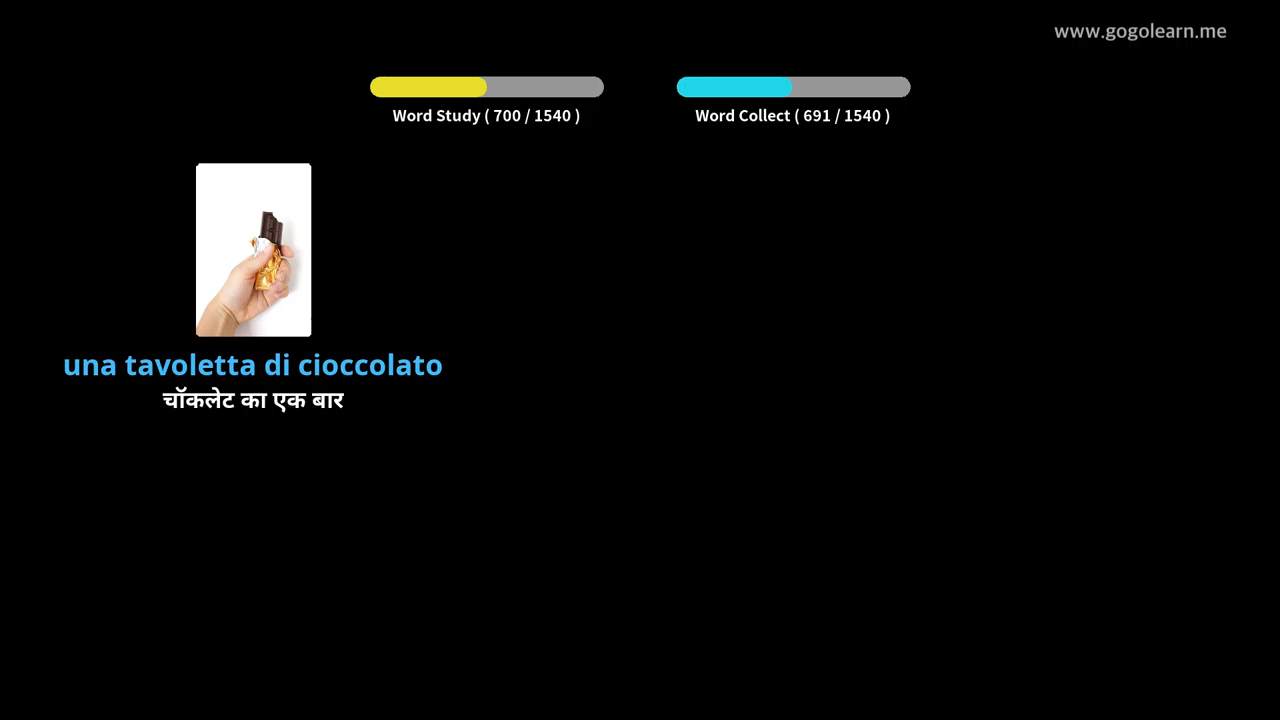 www.gogolearn.me
Word Study ( 700 / 1540 )
Word Collect ( 691 / 1540 )
una tavoletta di cioccolato
चॉकलेट का एक बार